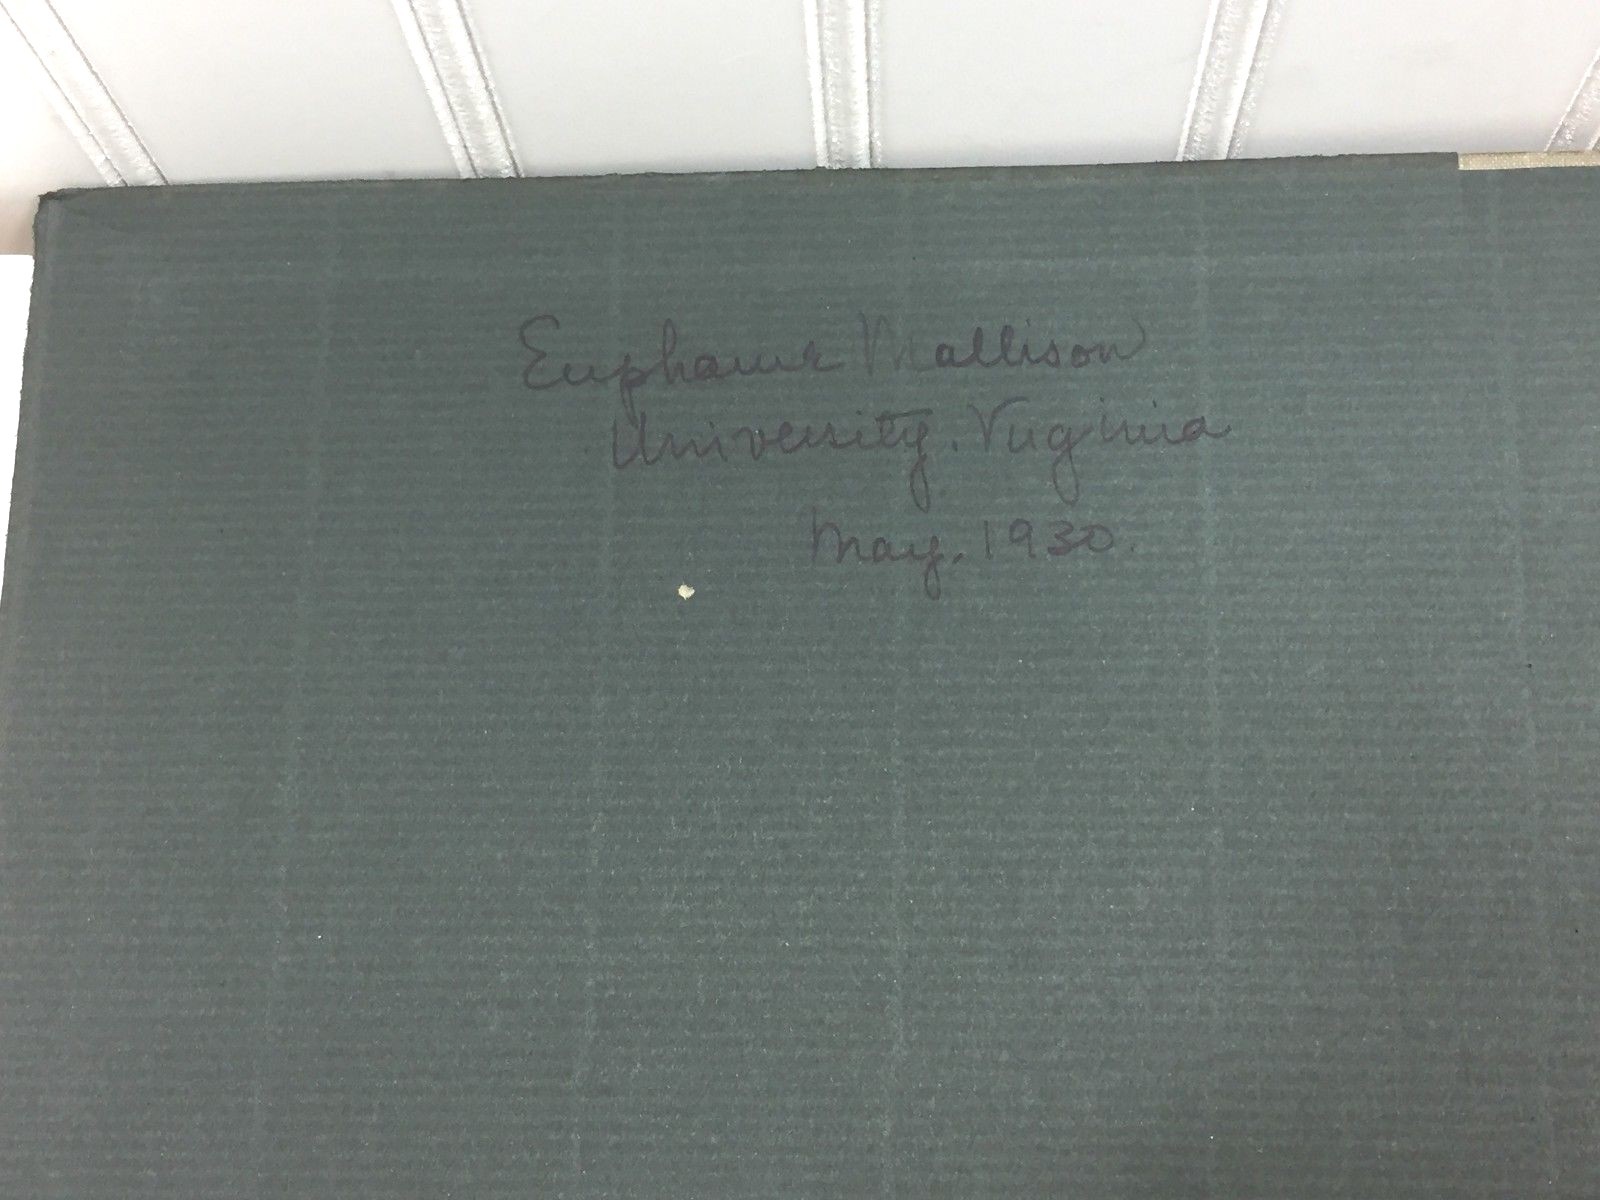 Euphame Mallison
University, Virginia
May, 1930.